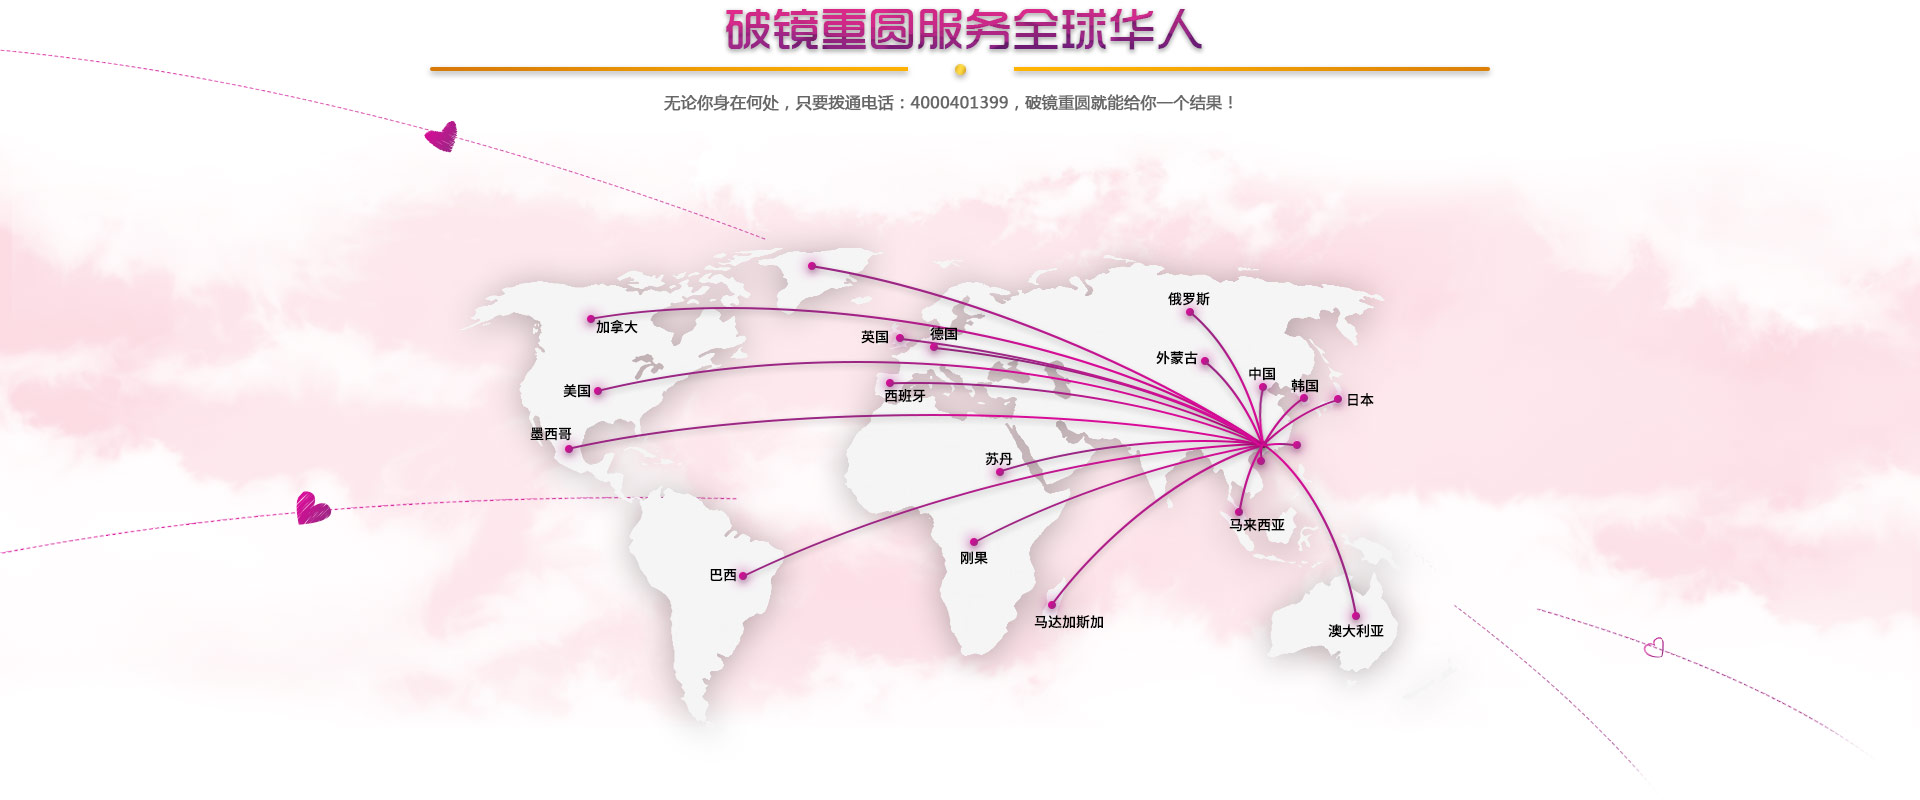 破镜重圆服务全球华人
无论你身在何处，只要拨通电话：4000401399，破镜重圆就能给你一个结果！
俄罗斯
加拿大
德国
英国
外蒙古
中国
韩国
美国
西班牙
日本
墨西哥
苏丹
马来西亚
刚果
巴西
马达加斯加
澳大利亚